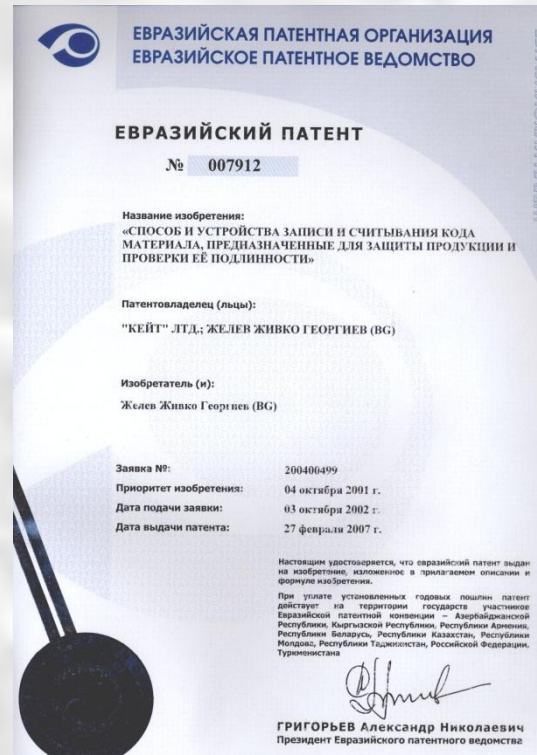 ЕВРАЗИЙСКАЯ ПАТЕНТНАЯ ОРГАНИЗАЦИЯ
ЕВРАЗИЙСКОЕ ПАТЕНТНОЕ ВЕДОМСТВО
ЕВРАЗИЙСКИЙ ПАТЕНТ
№ 007912
Название изобретения:
«СПОСОБ И УСТРОЙСТВА ЗАПИСИ И СЧИТЫВАНИЯ КОДА
МАТЕРИАЛА, ПРЕДНАЗНАЧЕННЫЕ ДЛЯ ЗАЩИТЫ ПРОДУКЦИИ И
ПРОВЕРКИ ЕЁ ПОДЛИННОСТИ»
Патентовладелец (льцы):
"КЕЙТ" ЛТД.; ЖЕЛЕВ ЖИВКО ГЕОРГИЕВ (BG)
Изобретатель (и):
Желев Живко Георгиев (BG)
Заявка №: 200400499
Приоритет изобретения: 04 октября 2001 г.
Дата подачи заявки: 03 октября 2002 г.
Дата выдачи патента: 27 февраля 2007 г.
Настоящим удостоверяется, что евразийский патент выдан
на изобретение, изложенное в прилагаемом описании и
формуле изобретения.
При уплате установленных годовых пошлин патент
действует на территории государств участников
Евразийской патентной конвенции – Азербайджанской
Республики, Кыргызской Республики, Республики Армения,
Республики Беларусь, Республики Казахстан, Республики
Молдова, Республики Таджикистан, Российской Федерации,
Туркменистана
ГРИГОРЬЕВ Александр Николаевич
Президент Евразийского патентного ведомства